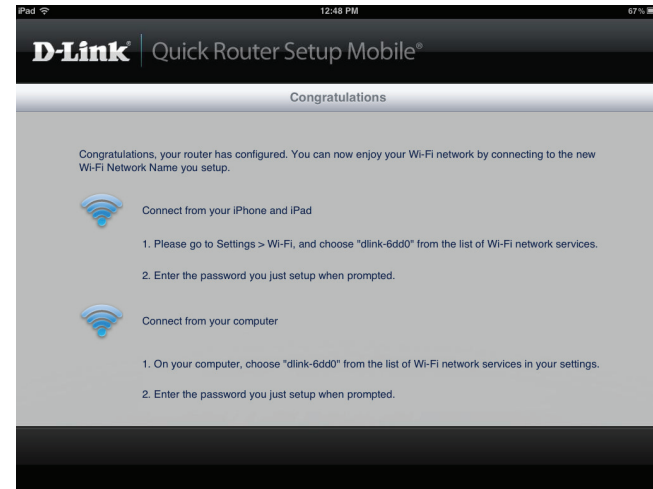 iPad 12:48 PM 67%
D-Link® Quick Router Setup Mobile®
Congratulations
Congratulations, your router has configured. You can now enjoy your Wi-Fi network by connecting to the new
Wi-Fi Network Name you setup.
Connect from your iPhone and iPad
1. Please go to Settings > Wi-Fi, and choose "dlink-6dd0" from the list of Wi-Fi network services.
2. Enter the password you just setup when prompted.
Connect from your computer
1. On your computer, choose "dlink-6dd0" from the list of Wi-Fi network services in your settings.
2. Enter the password you just setup when prompted.